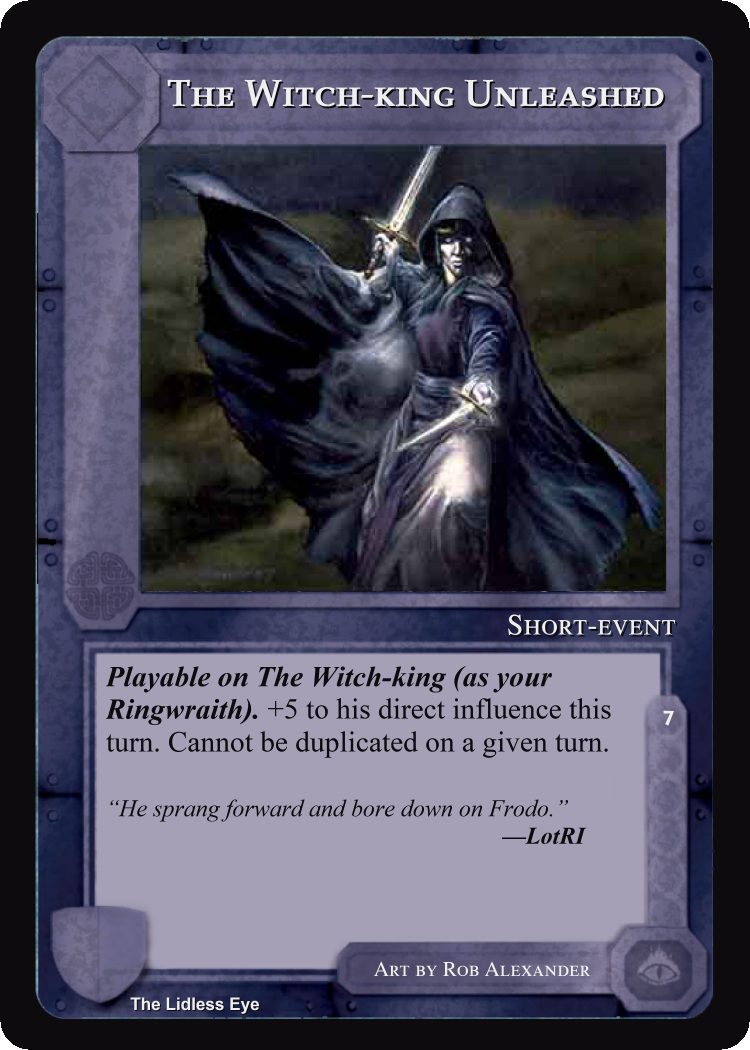 The Witch-king Unleashed
Short-event
Playable on The Witch-king (as your
Ringwraith). +5 to his direct influence this
turn. Cannot be duplicated on a given turn.
7
“He sprang forward and bore down on Frodo.”
—LotRI
Art by Rob Alexander
The Lidless Eye